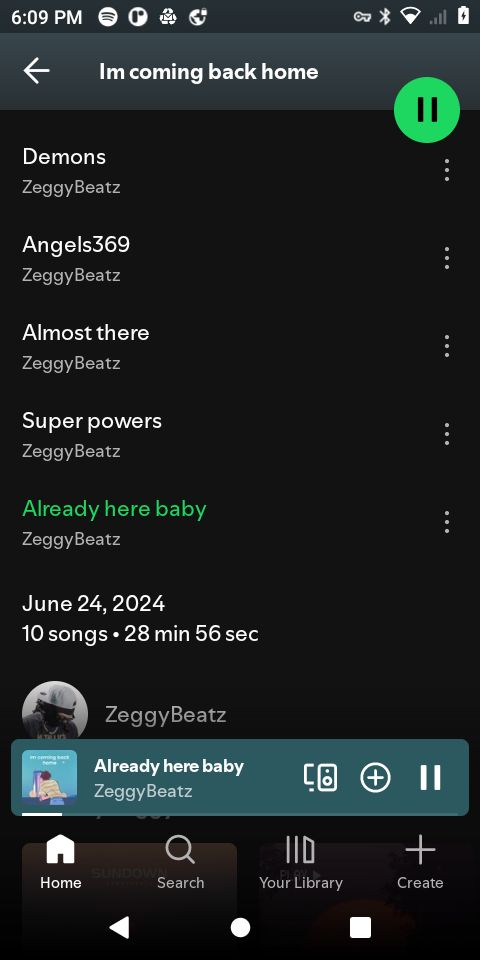 6:09 PM
Im coming back home
Demons
ZeggyBeatz
Angels369
ZeggyBeatz
Almost there
ZeggyBeatz
Super powers
ZeggyBeatz
Already here baby
ZeggyBeatz
June 24, 2024
10 songs • 28 min 56 sec
ZeggyBeatz
Im coming back
home
Already here baby
ZeggyBeatz
SUNDOWN
PLAY
Home
Search
Your Library
Create